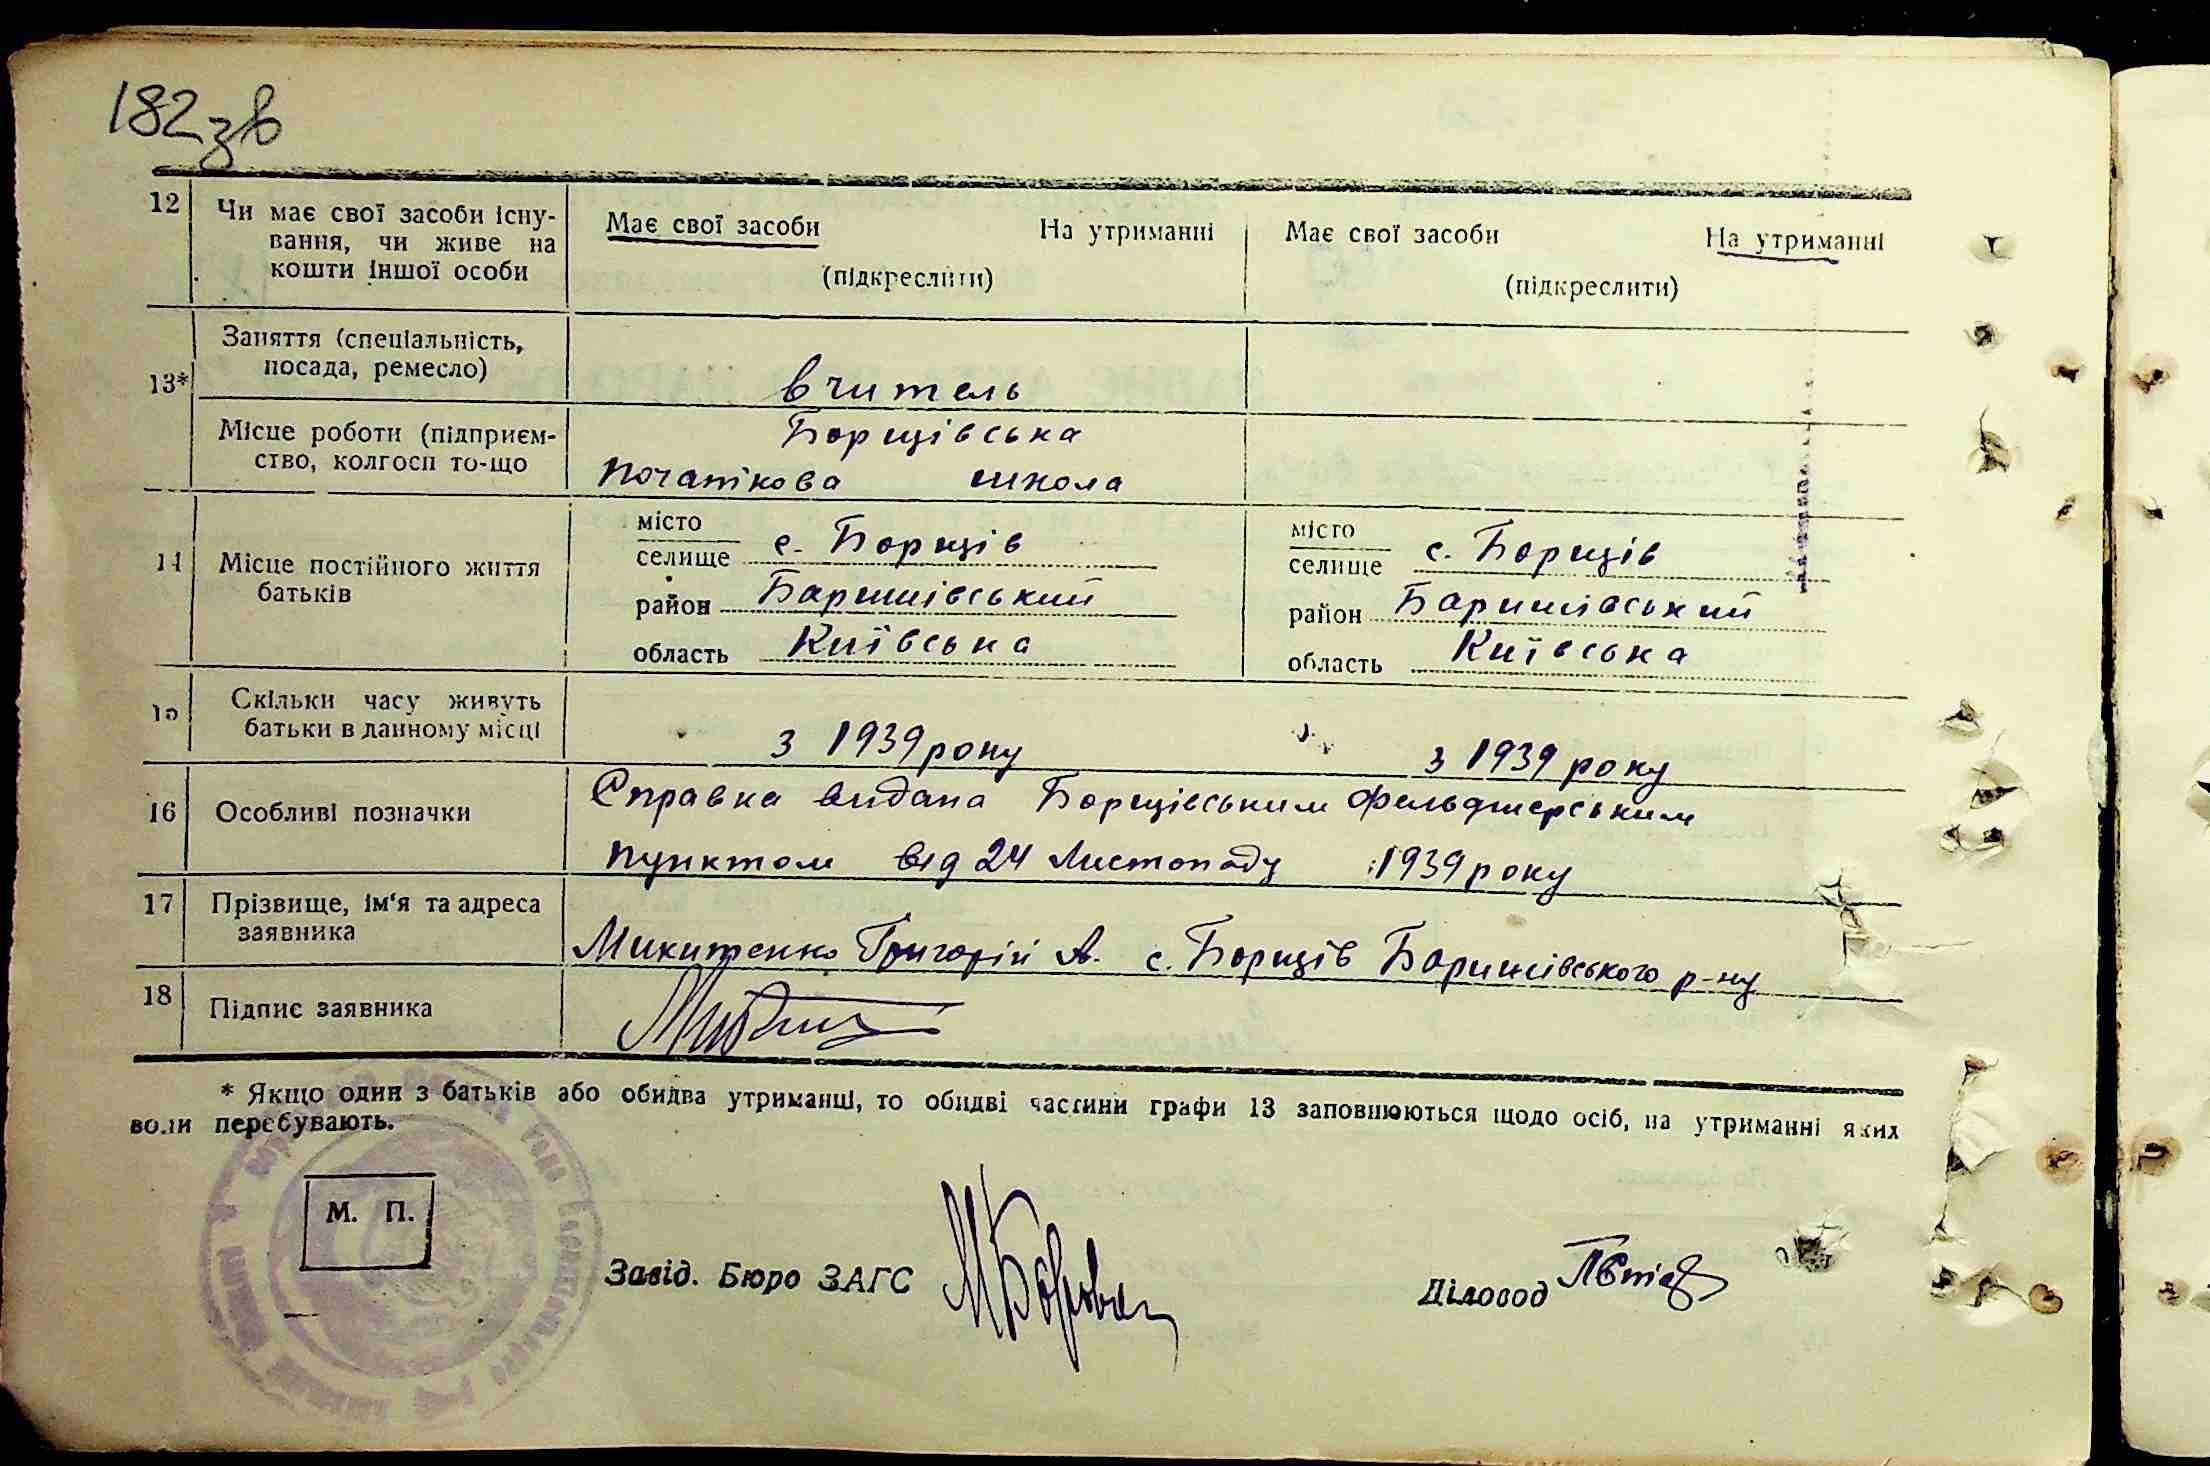 182зв
12 Чи має свої засоби існу-
вання, чи живе на
кошти іншої особи
Має свої засоби На утриманні
(підкреслити)
Має свої засоби На утриманні
(підкреслити)
13* Заняття (спеціальність,
посада, ремесло)
вчитель
Місце роботи (підприєм-
ство, колгосп то-що
Борщівська
Початкова школа
14 Місце постійного життя
батьків
місто
селище с. Борщів
район Баришівський
область Київська
місто
селище с. Борщів
район Баришівський
область Київська
15 Скільки часу живуть
батьки в данному місці
з 1939 року з 1939 року
16 Особливі позначки
Справка видана Борщівським Фельдшерським
пунктом від 24 Листопаду 1939 року
17 Прізвище, ім'я та адреса
заявника
Микитенко Григорій А. с. Борщів Баришівського р-ну
18 Підпис заявника
* Якщо один з батьків або обидва утриманці, то обидві частини графи 13 заповнюються щодо осіб, на утриманні яких
воли перебувають.
М. П.
Завід. Бюро ЗАГС
Діловод